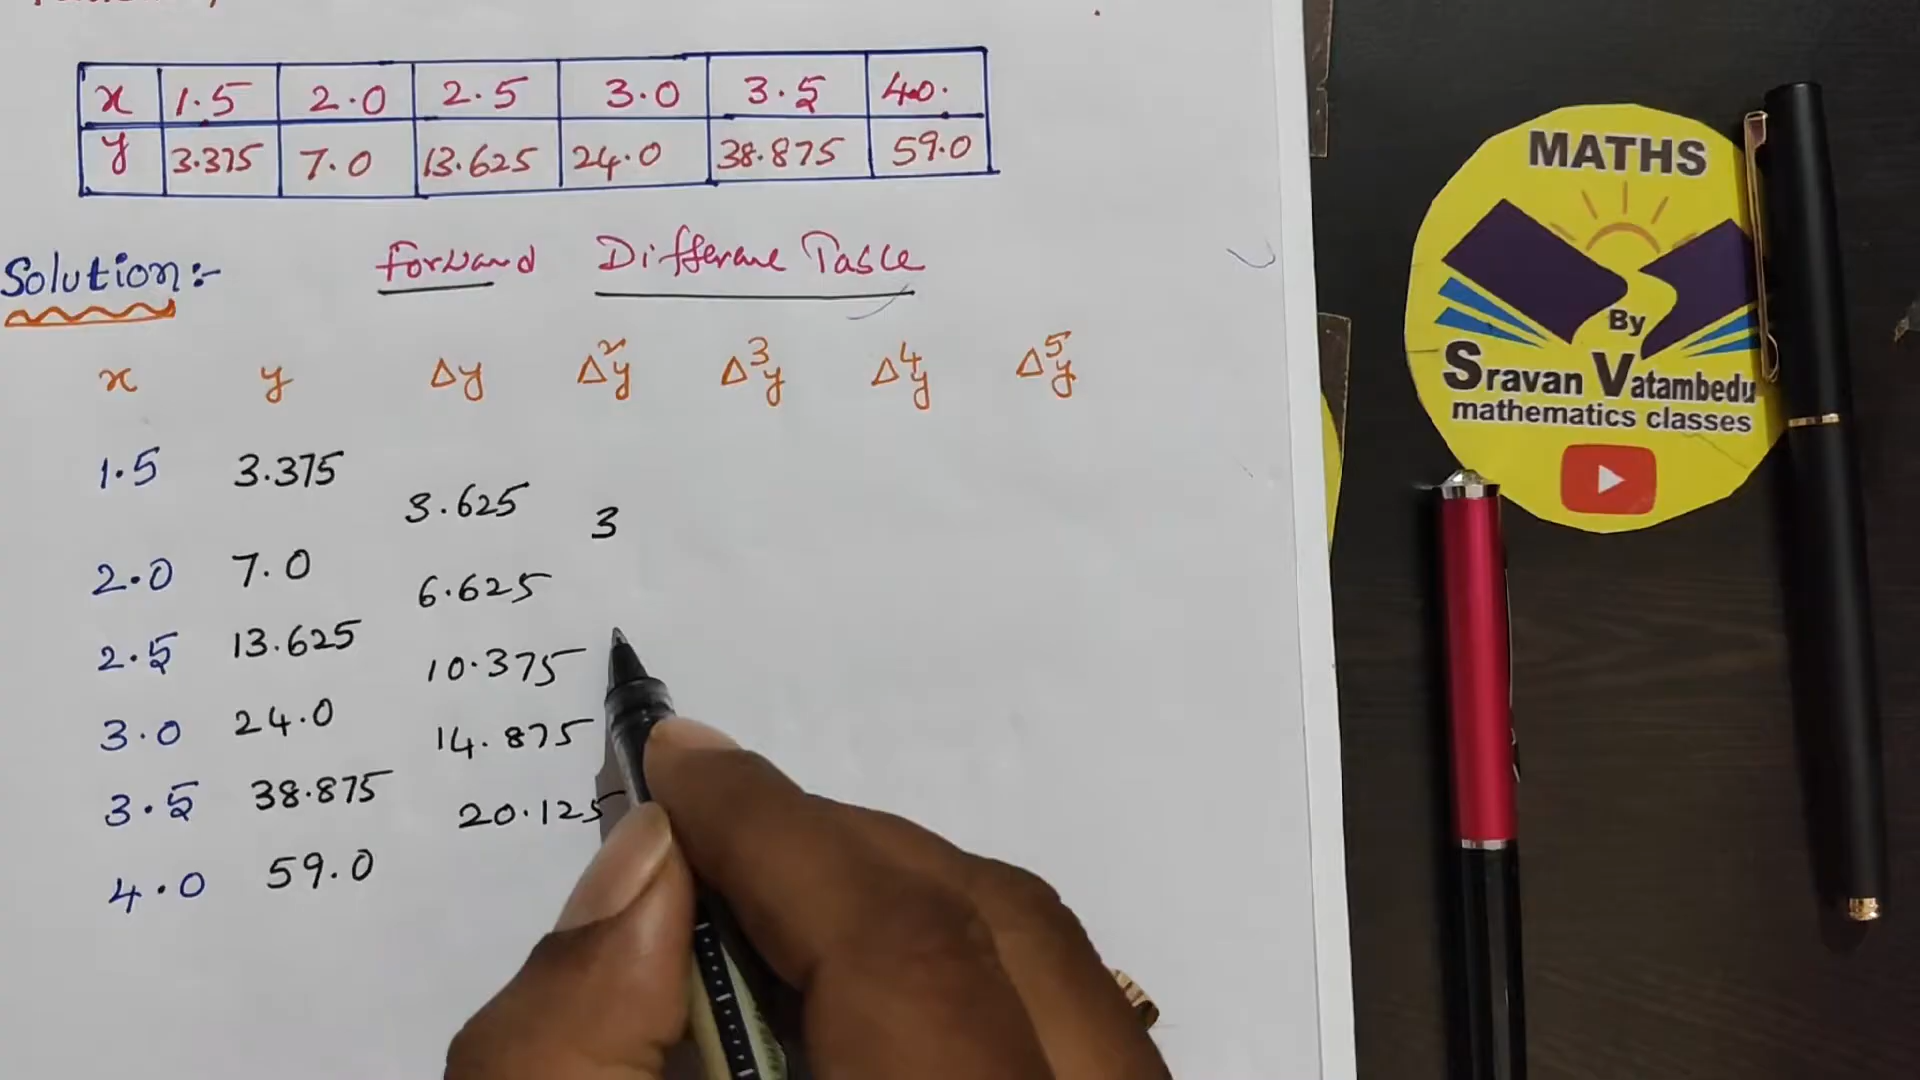 x 1.5 2.0 2.5 3.0 3.5 4.0.
y 3.375 7.0 13.625 24.0 38.875 59.0
Solution:- Forward Differene Table
x y Δy Δ²y Δ³y Δ⁴y Δ⁵y
1.5 3.375
3.625 3
2.0 7.0
6.625
2.5 13.625
10.375
3.0 24.0
14.875
3.5 38.875
20.125
4.0 59.0
MATHS
By
Sravan Vatambedu
mathematics classes